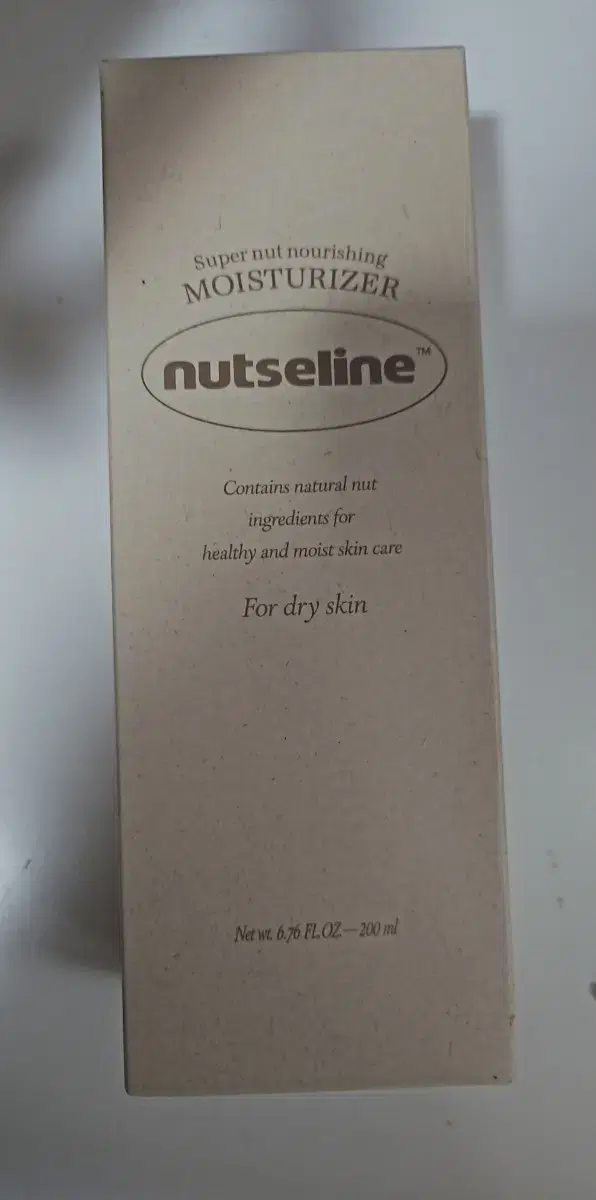 Super nut nourishing
MOISTURIZER
nutseline™
Contains natural nut
ingredients for
healthy and moist skin care
For dry skin
Net wt. 6.76 FL.OZ — 200 ml